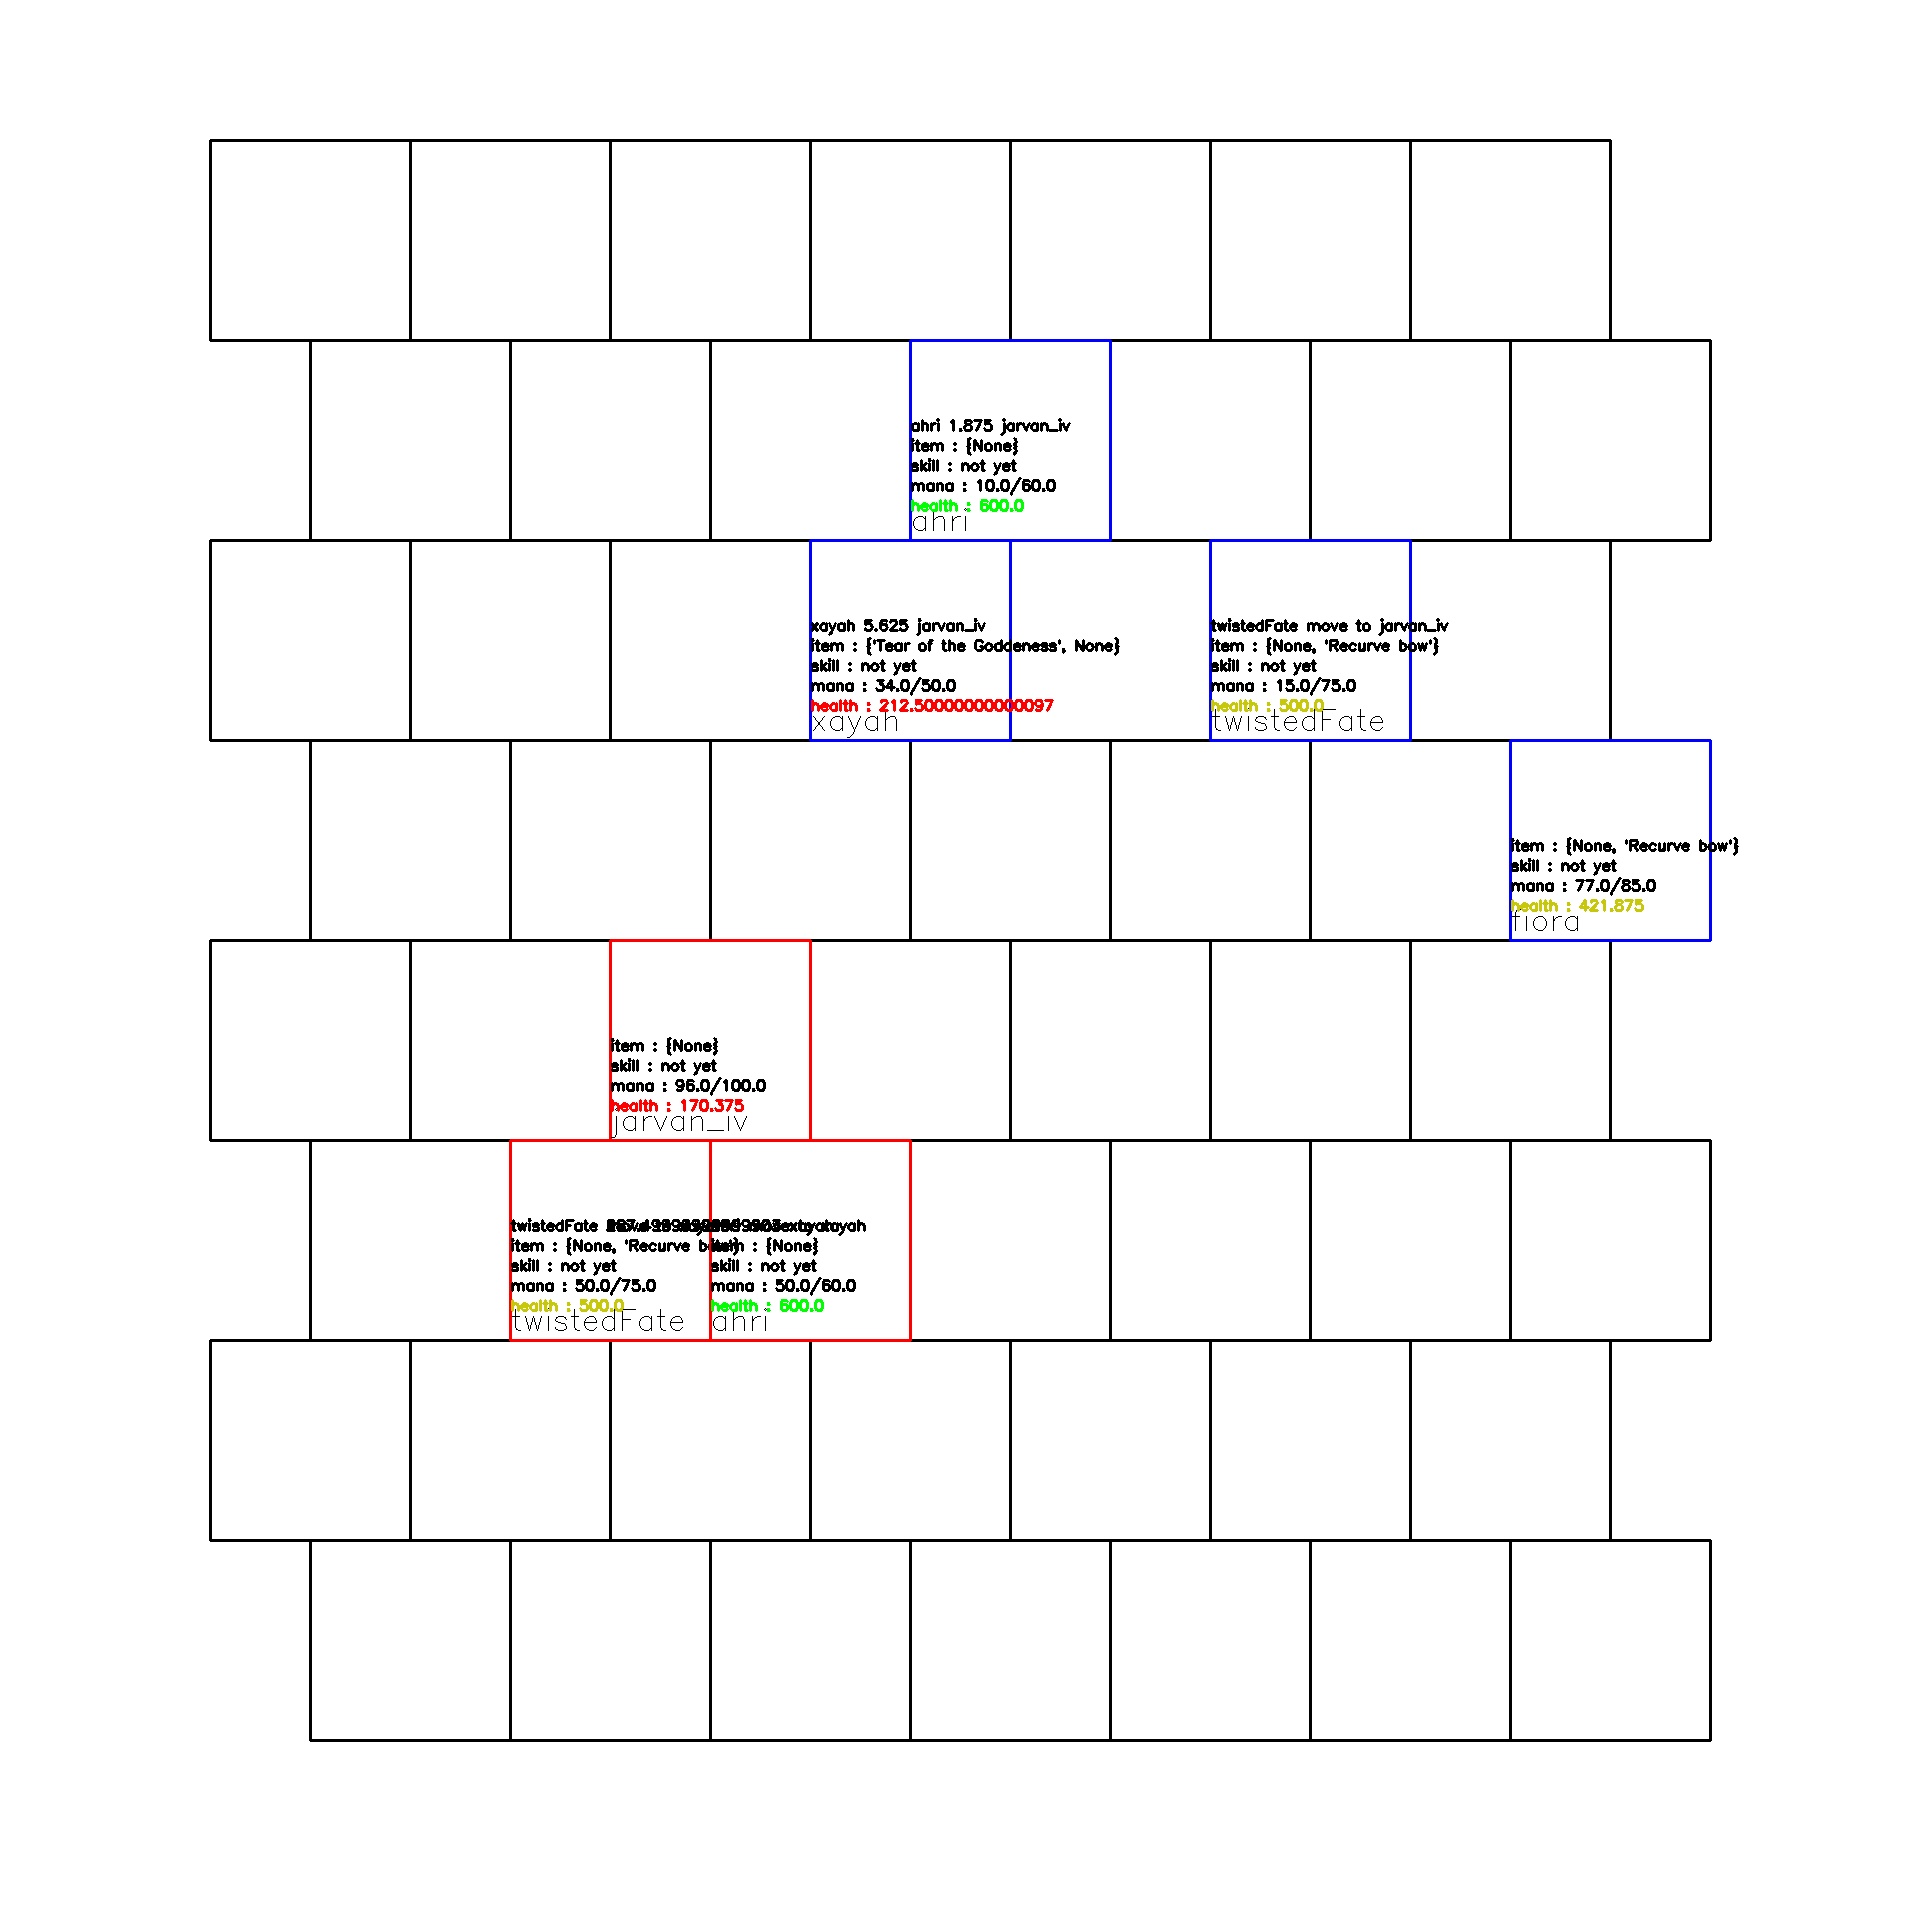 ahri 1.875 jarvan_iv
item : {None}
skill : not yet
mana : 10.0/60.0
health : 600.0
ahri
xayah 5.625 jarvan_iv
item : {'Tear of the Goddeness', None}
skill : not yet
mana : 34.0/50.0
health : 212.50000000000097
xayah
twistedFate move to jarvan_iv
item : {None, 'Recurve bow'}
skill : not yet
mana : 15.0/75.0
health : 500.0
twistedFate
item : {None, 'Recurve bow'}
skill : not yet
mana : 77.0/85.0
health : 421.875
fiora
item : {None}
skill : not yet
mana : 96.0/100.0
health : 170.375
jarvan_iv
twistedFate
item : {None, 'Recurve bow'}
skill : not yet
mana : 50.0/75.0
health : 500.0
twistedFate
xayah
item : {None}
skill : not yet
mana : 50.0/60.0
health : 600.0
ahri